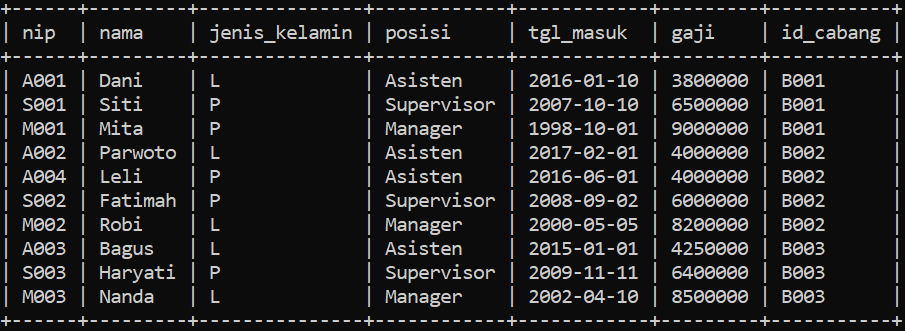 +------+---------+---------------+------------+------------+---------+-----------+
| nip  | nama    | jenis_kelamin | posisi     | tgl_masuk  | gaji    | id_cabang |
+------+---------+---------------+------------+------------+---------+-----------+
| A001 | Dani    | L             | Asisten    | 2016-01-10 | 3800000 | B001      |
| S001 | Siti    | P             | Supervisor | 2007-10-10 | 6500000 | B001      |
| M001 | Mita    | P             | Manager    | 1998-10-01 | 9000000 | B001      |
| A002 | Parwoto | L             | Asisten    | 2017-02-01 | 4000000 | B002      |
| A004 | Leli    | P             | Asisten    | 2016-06-01 | 4000000 | B002      |
| S002 | Fatimah | P             | Supervisor | 2008-09-02 | 6000000 | B002      |
| M002 | Robi    | L             | Manager    | 2000-05-05 | 8200000 | B002      |
| A003 | Bagus   | L             | Asisten    | 2015-01-01 | 4250000 | B003      |
| S003 | Haryati | P             | Supervisor | 2009-11-11 | 6400000 | B003      |
| M003 | Nanda   | L             | Manager    | 2002-04-10 | 8500000 | B003      |
+------+---------+---------------+------------+------------+---------+-----------+